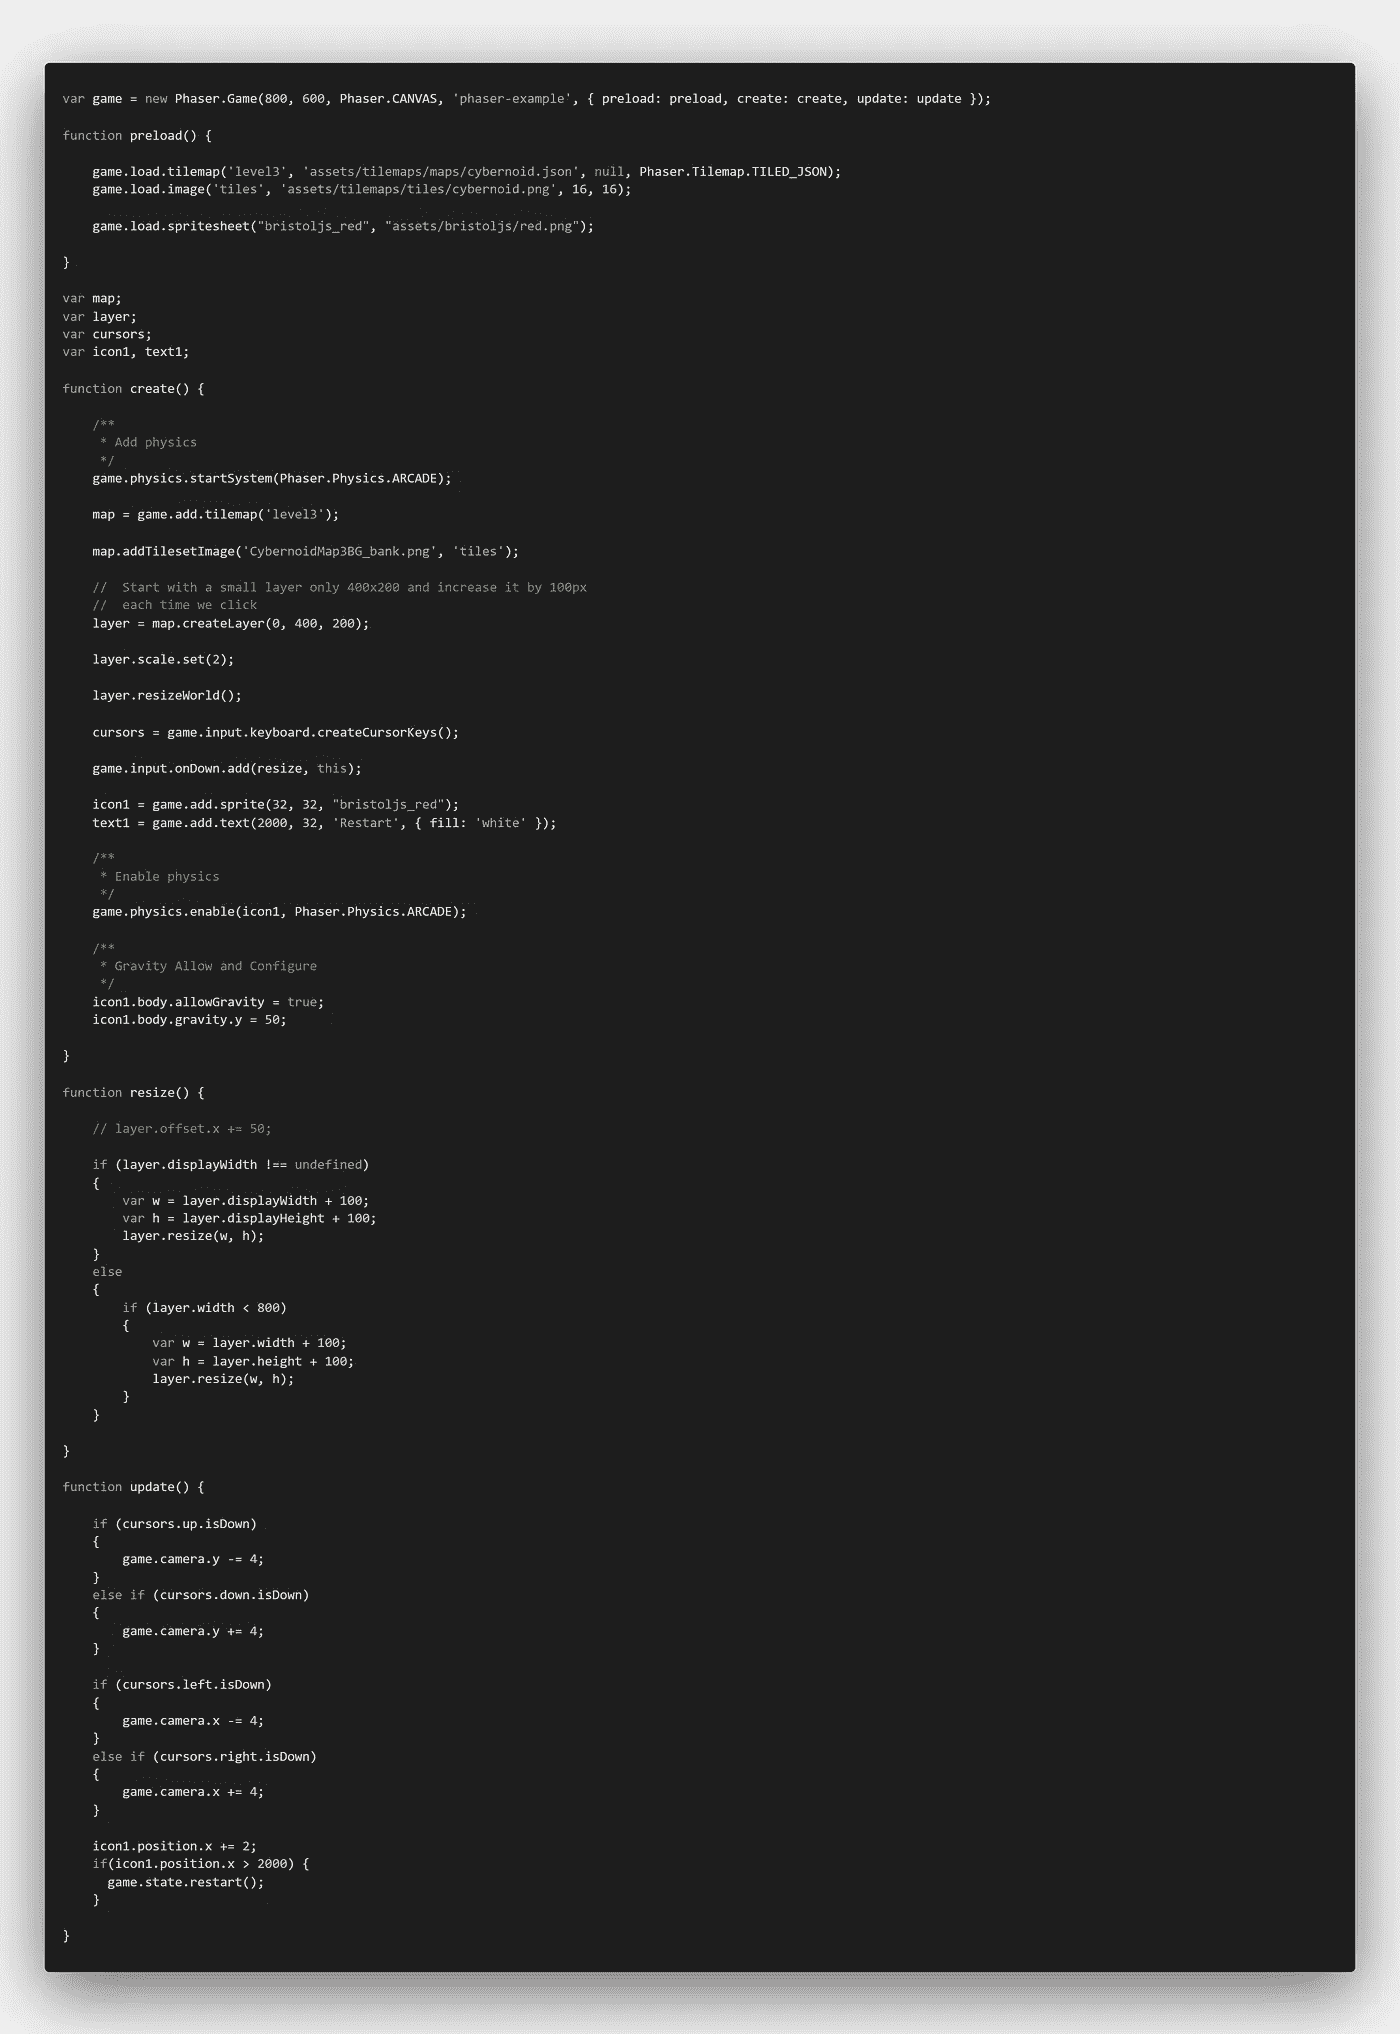 var game = new Phaser.Game(800, 600, Phaser.CANVAS, 'phaser-example', { preload: preload, create: create, update: update });
function preload() {
game.load.tilemap('level3', 'assets/tilemaps/maps/cybernoid.json', null, Phaser.Tilemap.TILED_JSON);
game.load.image('tiles', 'assets/tilemaps/tiles/cybernoid.png', 16, 16);
game.load.spritesheet("bristoljs_red", "assets/bristoljs/red.png");
}
var map;
var layer;
var cursors;
var icon1, text1;
function create() {
/**
* Add physics
*/
game.physics.startSystem(Phaser.Physics.ARCADE);
map = game.add.tilemap('level3');
map.addTilesetImage('CybernoidMap3BG_bank.png', 'tiles');
//  Start with a small layer only 400x200 and increase it by 100px
//  each time we click
layer = map.createLayer(0, 400, 200);
layer.scale.set(2);
layer.resizeWorld();
cursors = game.input.keyboard.createCursorKeys();
game.input.onDown.add(resize, this);
icon1 = game.add.sprite(32, 32, "bristoljs_red");
text1 = game.add.text(2000, 32, 'Restart', { fill: 'white' });
/**
* Enable physics
*/
game.physics.enable(icon1, Phaser.Physics.ARCADE);
/**
* Gravity Allow and Configure
*/
icon1.body.allowGravity = true;
icon1.body.gravity.y = 50;
}
function resize() {
// layer.offset.x += 50;
if (layer.displayWidth !== undefined)
{
var w = layer.displayWidth + 100;
var h = layer.displayHeight + 100;
layer.resize(w, h);
}
else
{
if (layer.width < 800)
{
var w = layer.width + 100;
var h = layer.height + 100;
layer.resize(w, h);
}
}
}
function update() {
if (cursors.up.isDown)
{
game.camera.y -= 4;
}
else if (cursors.down.isDown)
{
game.camera.y += 4;
}
if (cursors.left.isDown)
{
game.camera.x -= 4;
}
else if (cursors.right.isDown)
{
game.camera.x += 4;
}
icon1.position.x += 2;
if(icon1.position.x > 2000) {
game.state.restart();
}
}